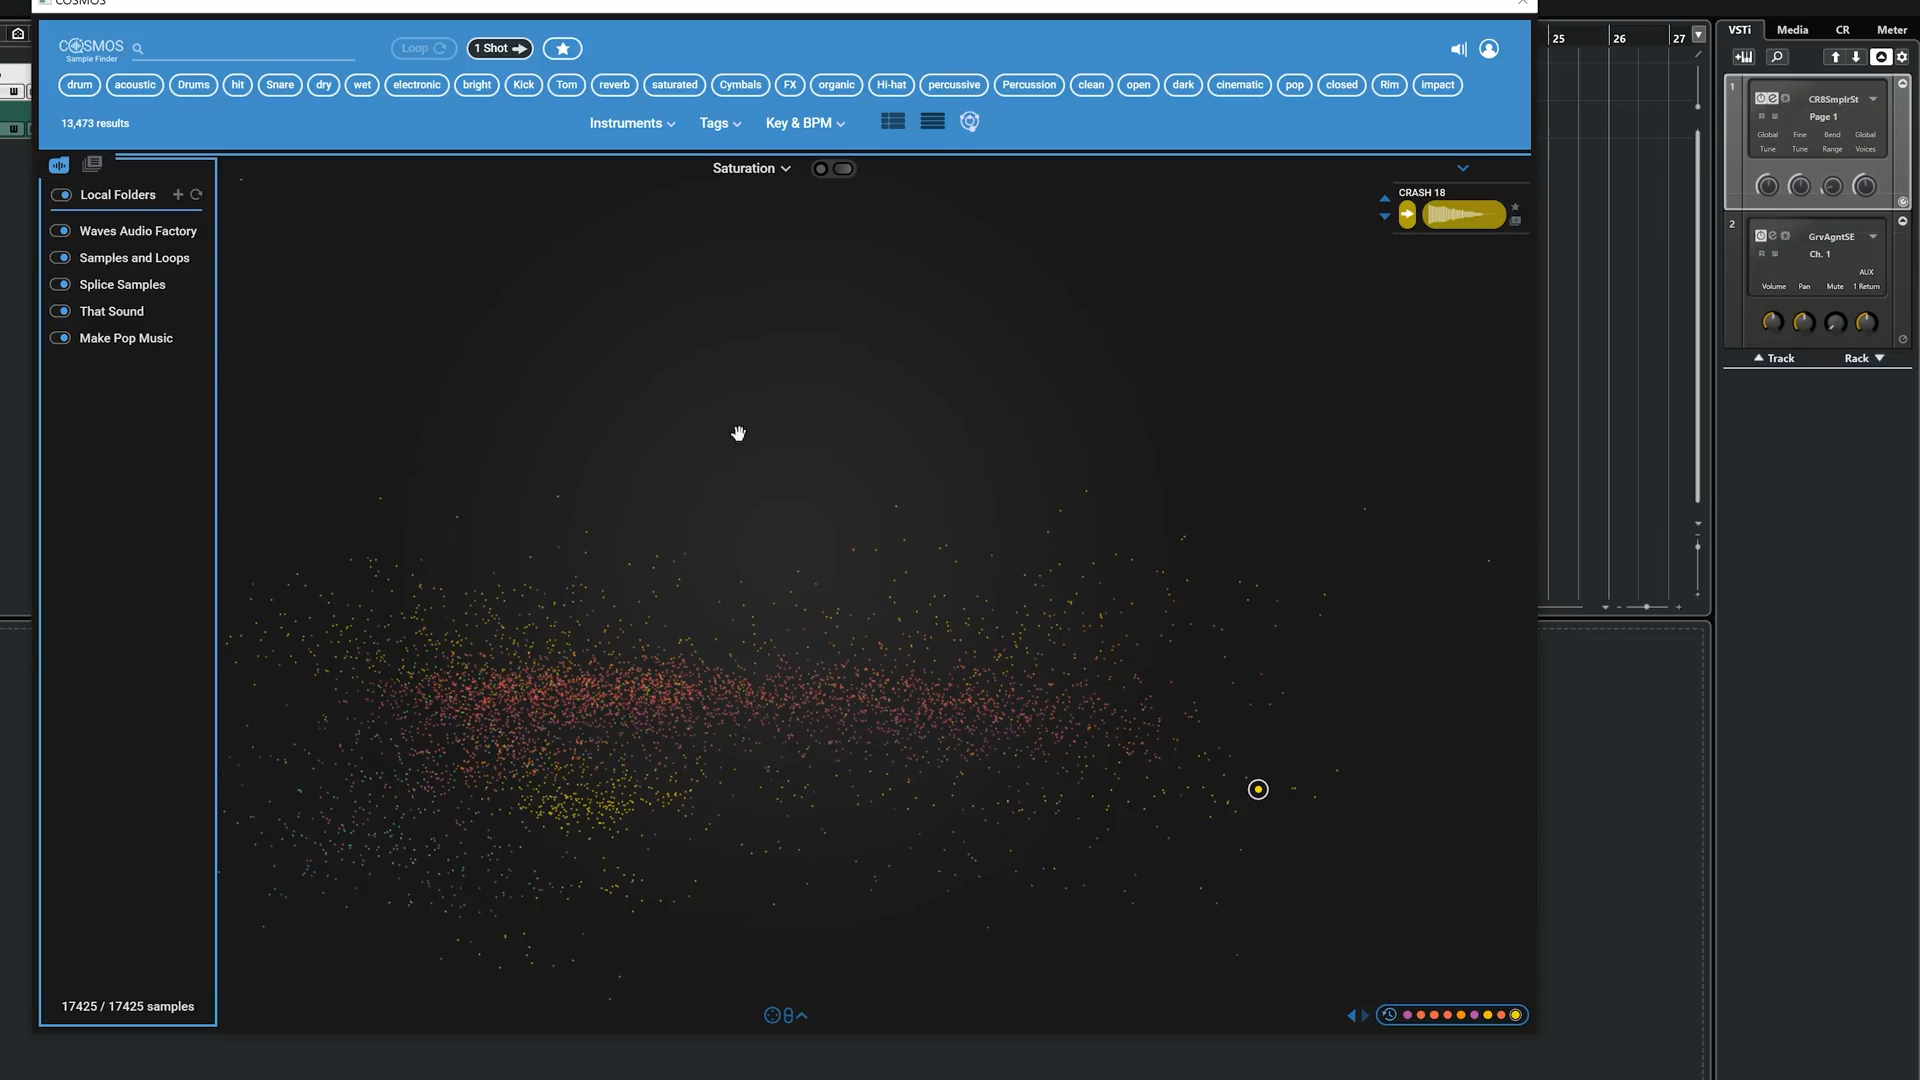 COSMOS
COSMOS
Sample Finder
Loop
1 Shot
drum acoustic Drums hit Snare dry wet electronic bright Kick Tom reverb saturated Cymbals FX organic Hi-hat percussive Percussion clean open dark cinematic pop closed Rim impact
13,473 results
Instruments
Tags
Key & BPM
Local Folders
Waves Audio Factory
Samples and Loops
Splice Samples
That Sound
Make Pop Music
17425 / 17425 samples
Saturation
CRASH 18
25
26
27
VSTi
Media
CR
Meter
1
CR8SmplrSt
R W
Page 1
Global Fine Bend Global
Tune Tune Range Voices
2
GrvAgntSE
R W
Ch. 1
AUX
Volume Pan Mute 1 Return
Track
Rack